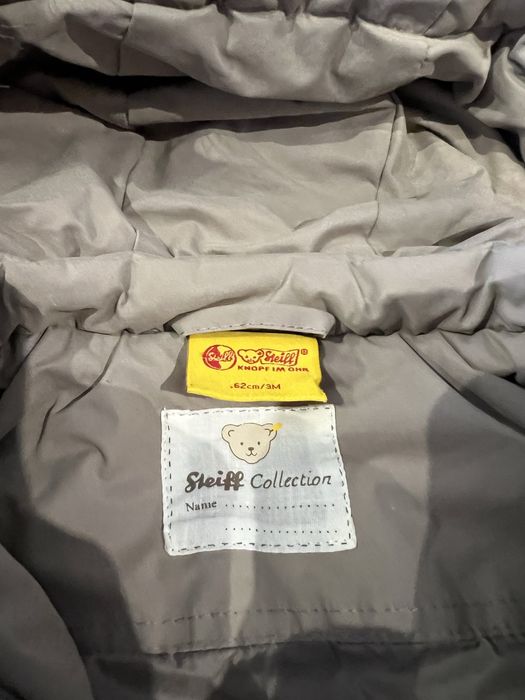 Steiff Steiff®
KNOPF IM OHR
.62cm/3M
Steiff Collection
Name ................
................